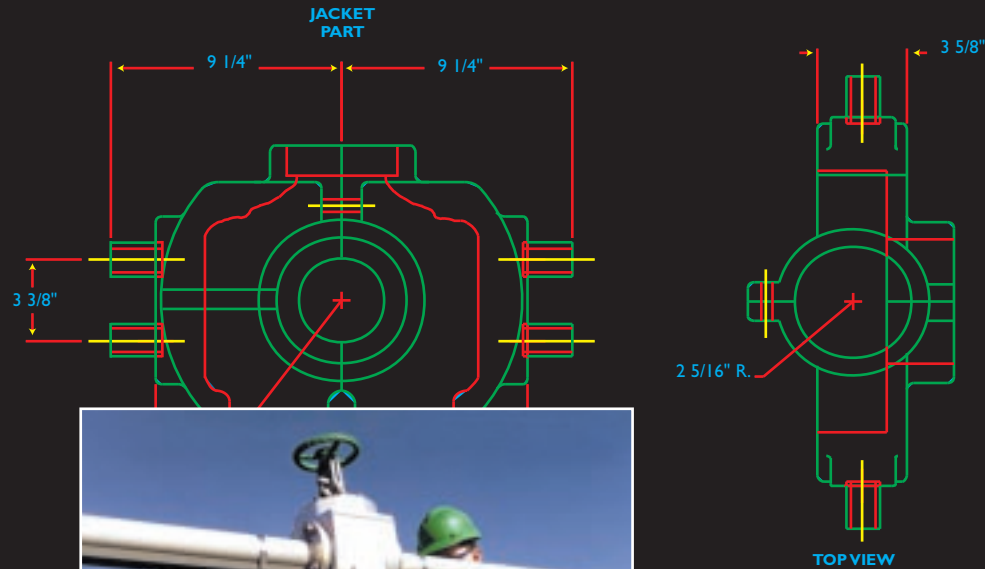 JACKET
PART
9 1/4"
9 1/4"
3 5/8"
3 3/8"
2 5/16" R.
TOP VIEW